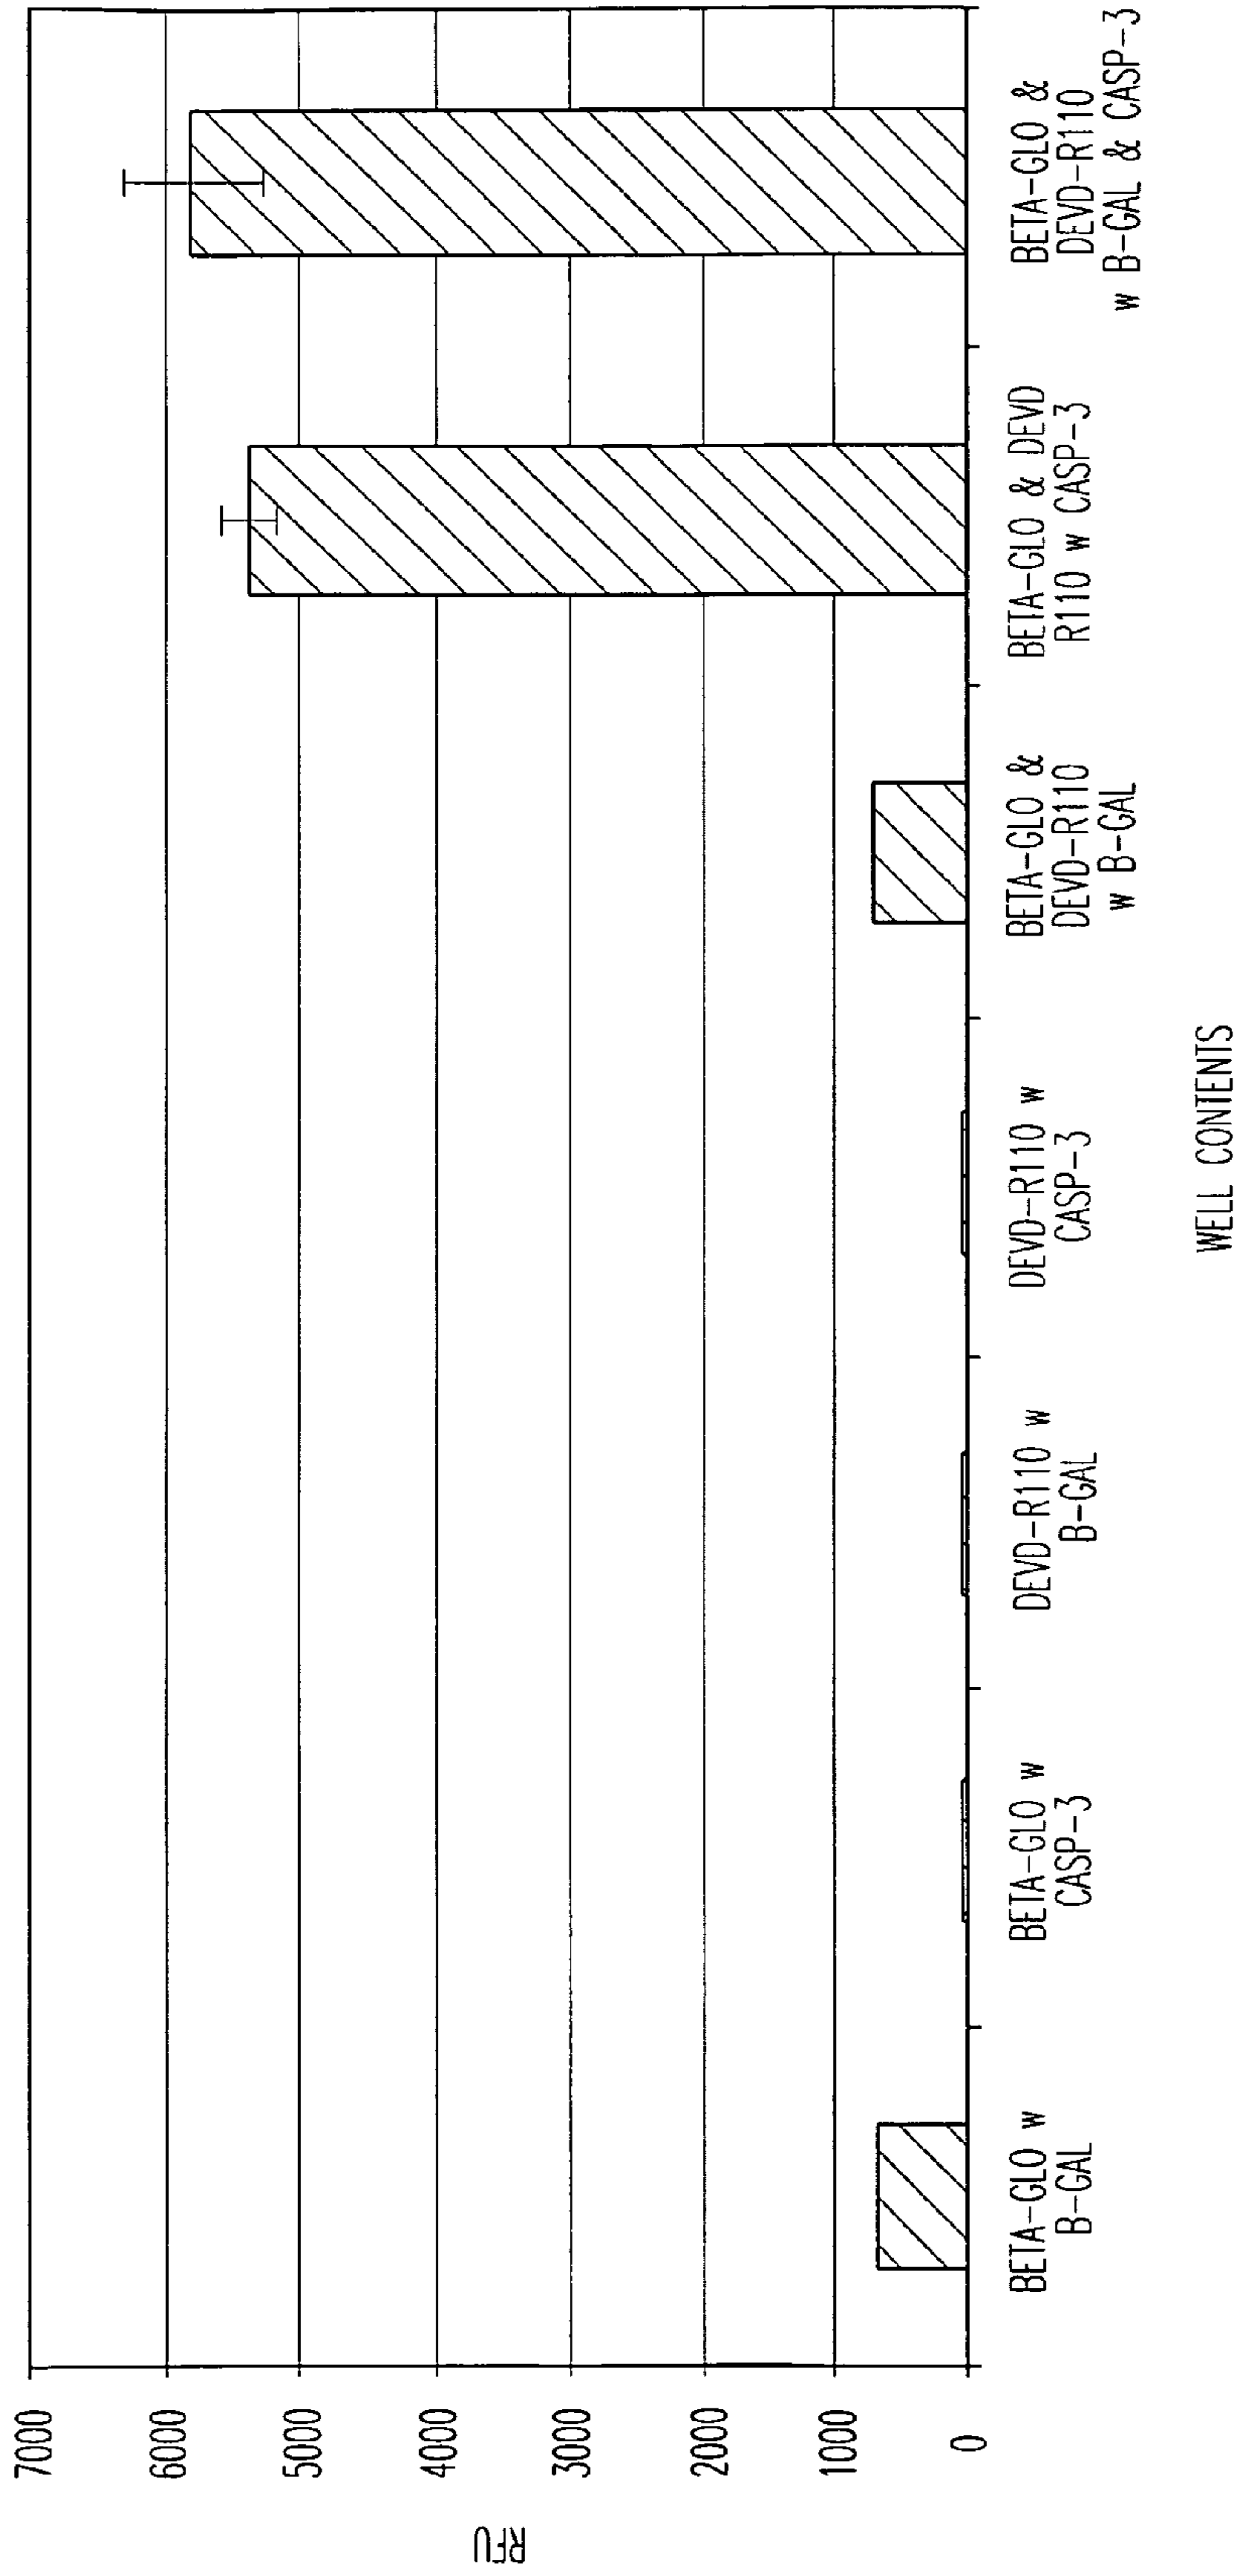 7000
6000
5000
4000
3000
2000
1000
0
RFU
BETA-GLO w
B-GAL
BETA-GLO w
CASP-3
DEVD-R110 w
B-GAL
DEVD-R110 w
CASP-3
BETA-GLO &
DEVD-R110
w B-GAL
BETA-GLO & DEVD
R110 w CASP-3
BETA-GLO &
DEVD-R110
w B-GAL & CASP-3
WELL CONTENTS